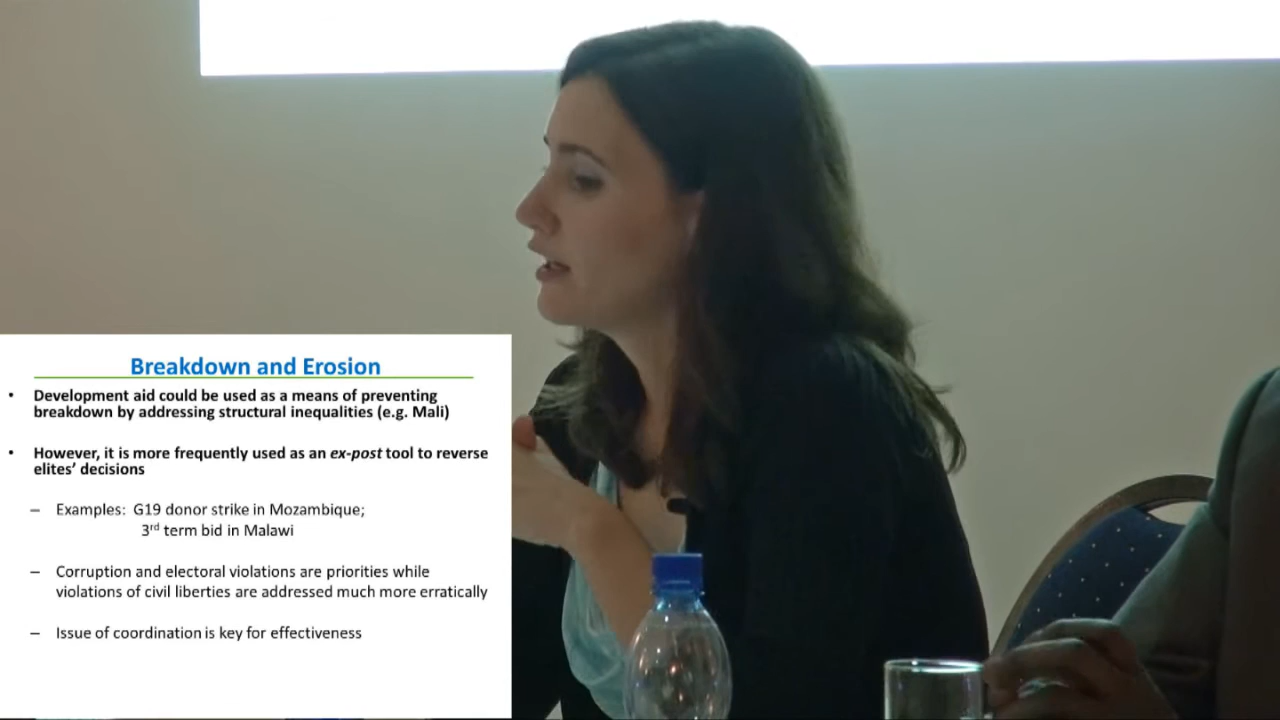 Breakdown and Erosion
• Development aid could be used as a means of preventing
breakdown by addressing structural inequalities (e.g. Mali)
• However, it is more frequently used as an ex-post tool to reverse
elites’ decisions
– Examples: G19 donor strike in Mozambique;
3rd term bid in Malawi
– Corruption and electoral violations are priorities while
violations of civil liberties are addressed much more erratically
– Issue of coordination is key for effectiveness